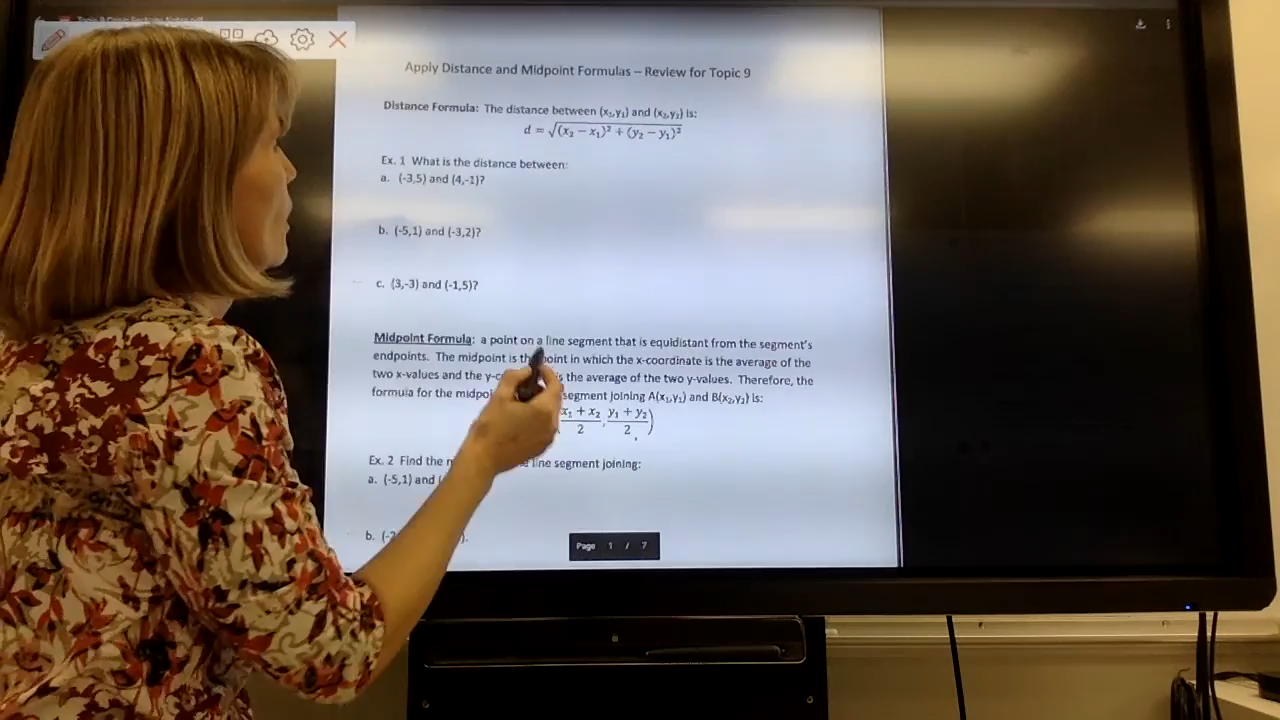 Apply Distance and Midpoint Formulas – Review for Topic 9
Distance Formula: The distance between (x₁,y₁) and (x₂,y₂) is:
d = √(x₂ − x₁)² + (y₂ − y₁)²
Ex. 1 What is the distance between:
a. (-3,5) and (4,-1)?
b. (-5,1) and (-3,2)?
c. (3,-3) and (-1,5)?
Midpoint Formula: a point on a line segment that is equidistant from the segment's
endpoints. The midpoint is the point in which the x-coordinate is the average of the
two x-values and the is the average of the two y-values. Therefore, the
formula for the segment joining A(x₁,y₁) and B(x₂,y₂) is:
(x₁ + x₂ / 2, y₁ + y₂ / 2)
Ex. 2 Find the line segment joining:
a. (-5,1) and
b.
Page 1 / 7